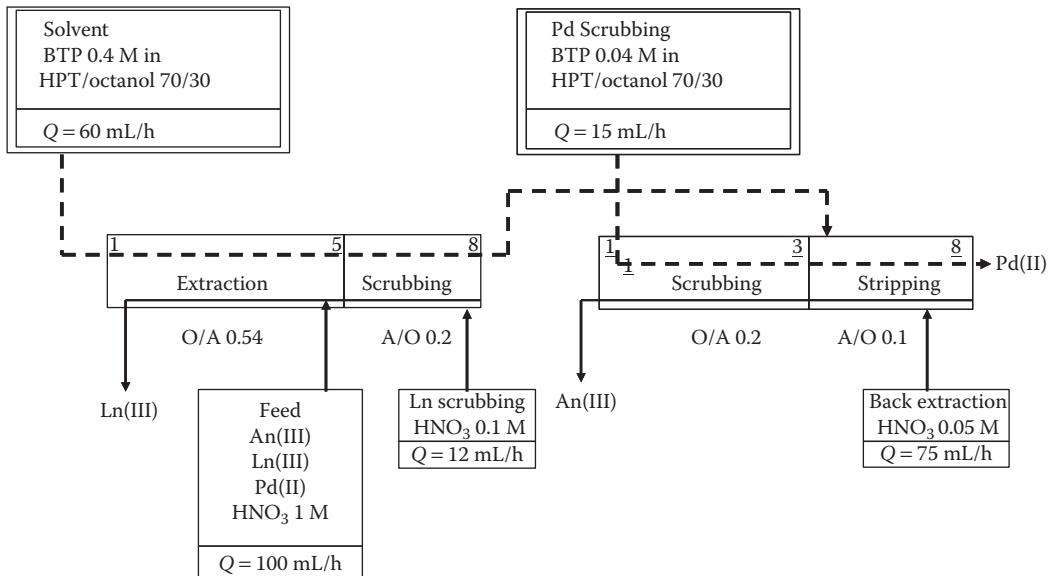 Solvent
BTP 0.4 M in
HPT/octanol 70/30
Q = 60 mL/h
Pd Scrubbing
BTP 0.04 M in
HPT/octanol 70/30
Q = 15 mL/h
1
5
8
Extraction
Scrubbing
1
1
3
8
Scrubbing
Stripping
Pd(II)
O/A 0.54
A/O 0.2
O/A 0.2
A/O 0.1
Ln(III)
Feed
An(III)
Ln(III)
Pd(II)
HNO₃ 1 M
Q = 100 mL/h
Ln scrubbing
HNO₃ 0.1 M
Q = 12 mL/h
An(III)
Back extraction
HNO₃ 0.05 M
Q = 75 mL/h